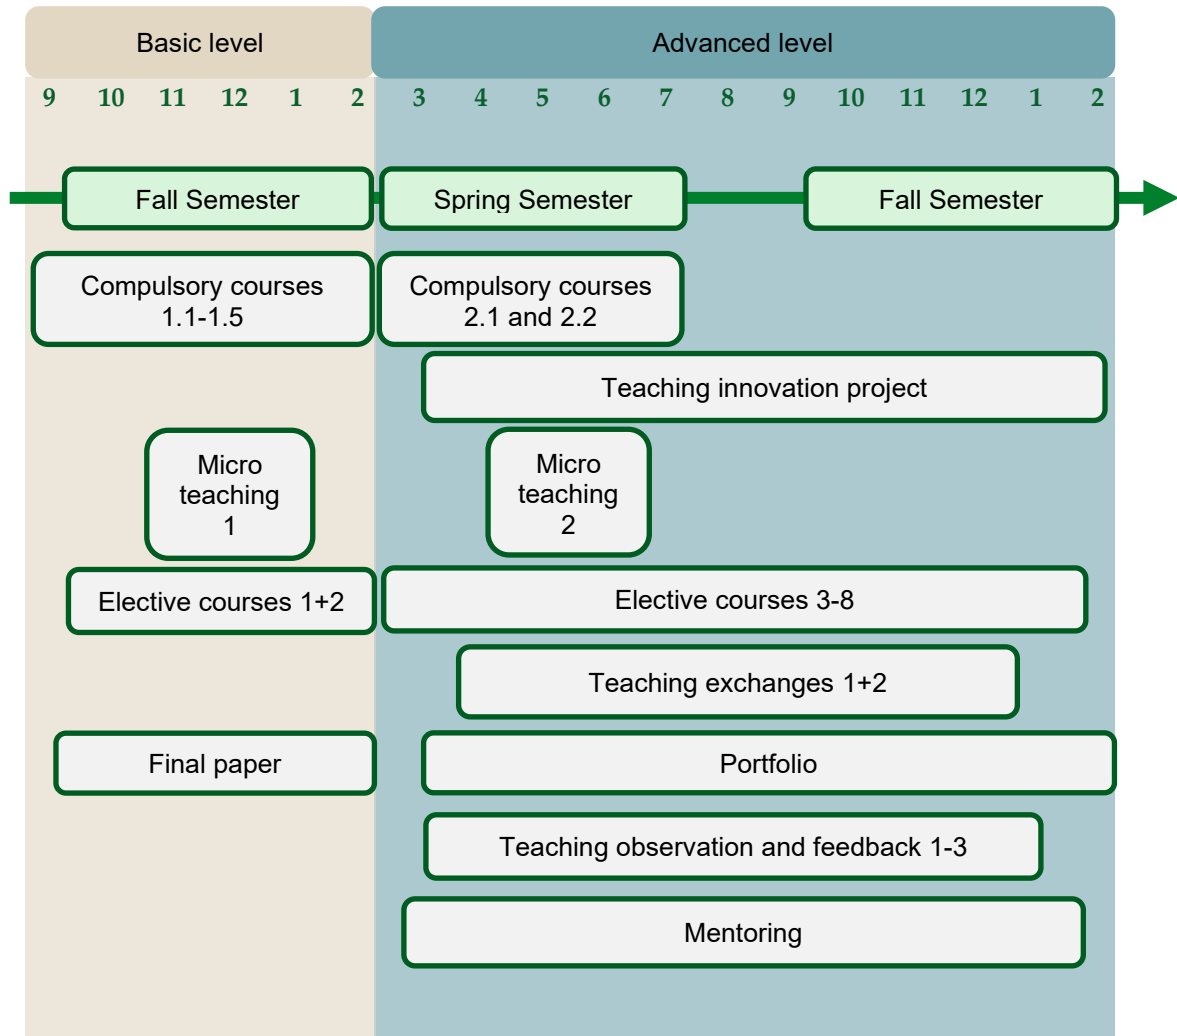 Basic level
Advanced level
9 10 11 12 1 2 3 4 5 6 7 8 9 10 11 12 1 2
Fall Semester
Spring Semester
Fall Semester
Compulsory courses
1.1-1.5
Compulsory courses
2.1 and 2.2
Teaching innovation project
Micro
teaching
1
Micro
teaching
2
Elective courses 1+2
Elective courses 3-8
Teaching exchanges 1+2
Final paper
Portfolio
Teaching observation and feedback 1-3
Mentoring